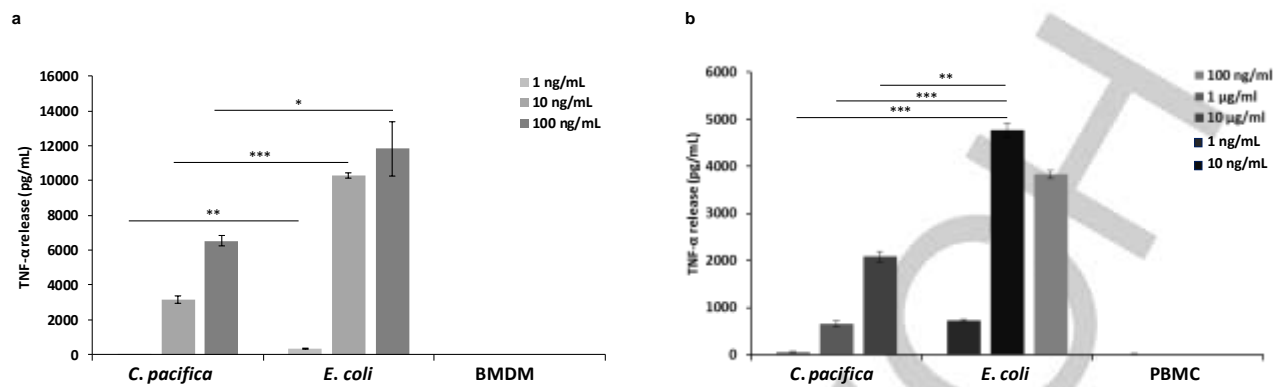 a
16000
14000
12000
10000
8000
6000
4000
2000
0
TNF-α release (pg/mL)
1 ng/mL
10 ng/mL
100 ng/mL
*
***
**
C. pacifica
E. coli
BMDM
b
6000
5000
4000
3000
2000
1000
0
TNF-α release (pg/mL)
100 ng/ml
1 µg/ml
10 µg/ml
1 ng/mL
10 ng/mL
**
***
***
C. pacifica
E. coli
PBMC